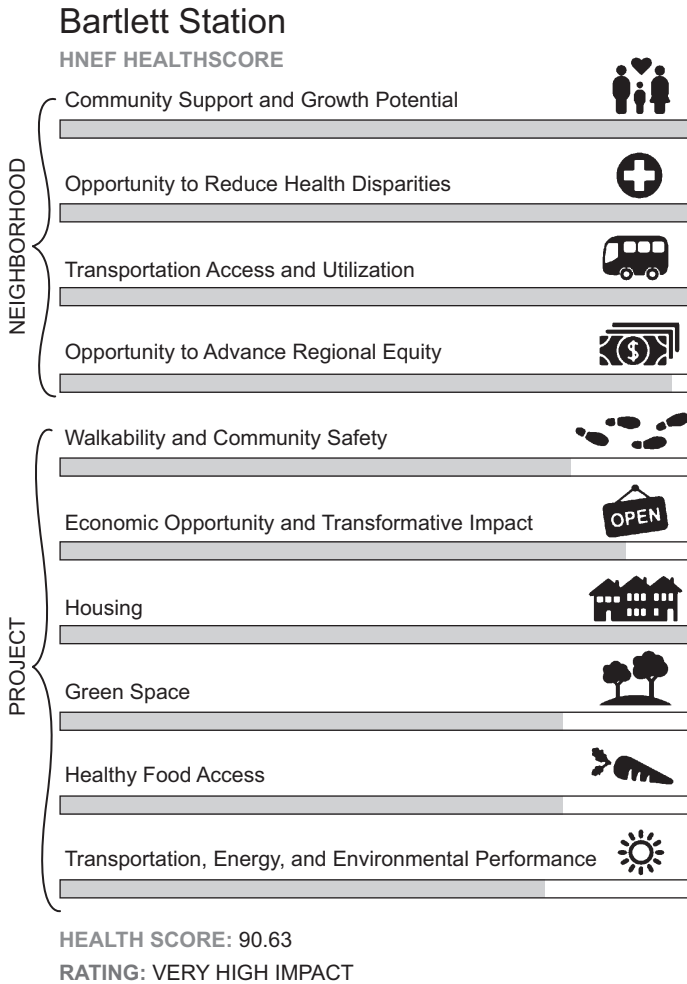 Bartlett Station
HNEF HEALTHSCORE
NEIGHBORHOOD
Community Support and Growth Potential
Opportunity to Reduce Health Disparities
Transportation Access and Utilization
Opportunity to Advance Regional Equity
$
PROJECT
Walkability and Community Safety
Economic Opportunity and Transformative Impact
OPEN
Housing
Green Space
Healthy Food Access
Transportation, Energy, and Environmental Performance
HEALTH SCORE: 90.63
RATING: VERY HIGH IMPACT